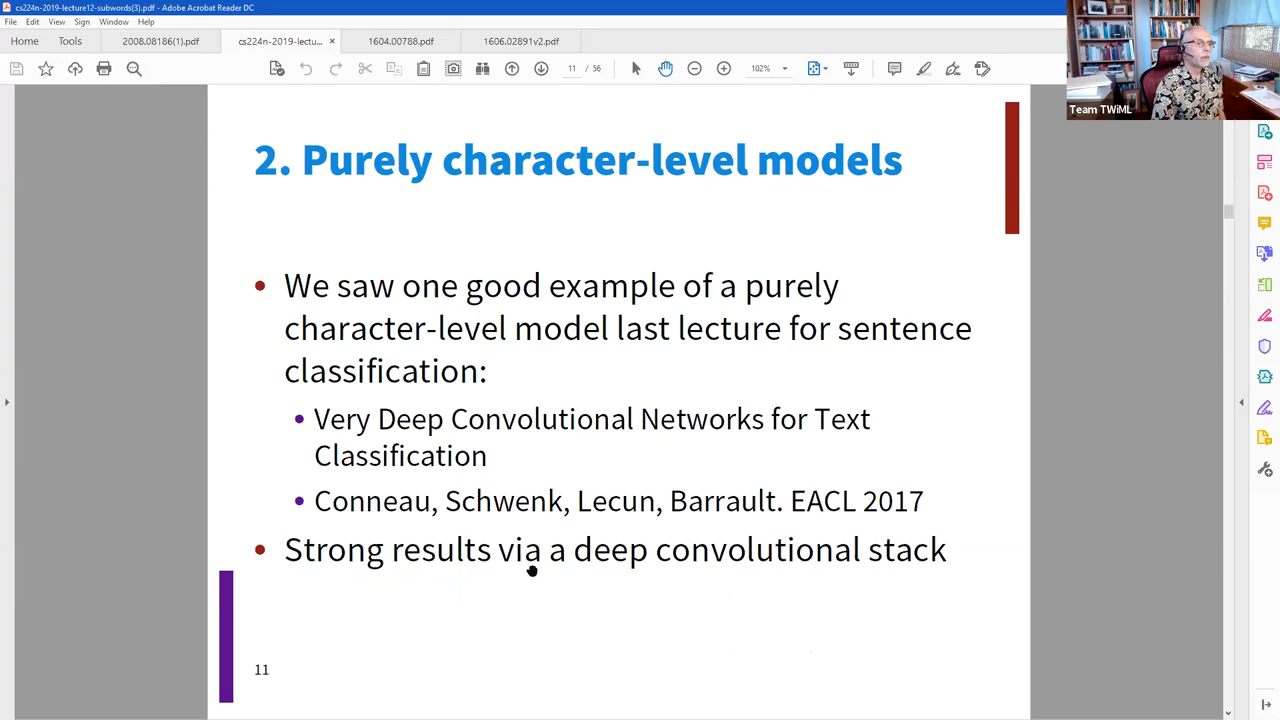 cs224n-2019-lecture12-subwords(3).pdf - Adobe Acrobat Reader DC
File Edit View Sign Window Help
Home Tools 2008.08186(1).pdf cs224n-2019-lectu... × 1604.00788.pdf 1606.02891v2.pdf
11 / 56 102%
Team TWiML
2. Purely character-level models
• We saw one good example of a purely
character-level model last lecture for sentence
classification:
• Very Deep Convolutional Networks for Text
Classification
• Conneau, Schwenk, Lecun, Barrault. EACL 2017
• Strong results via a deep convolutional stack
11